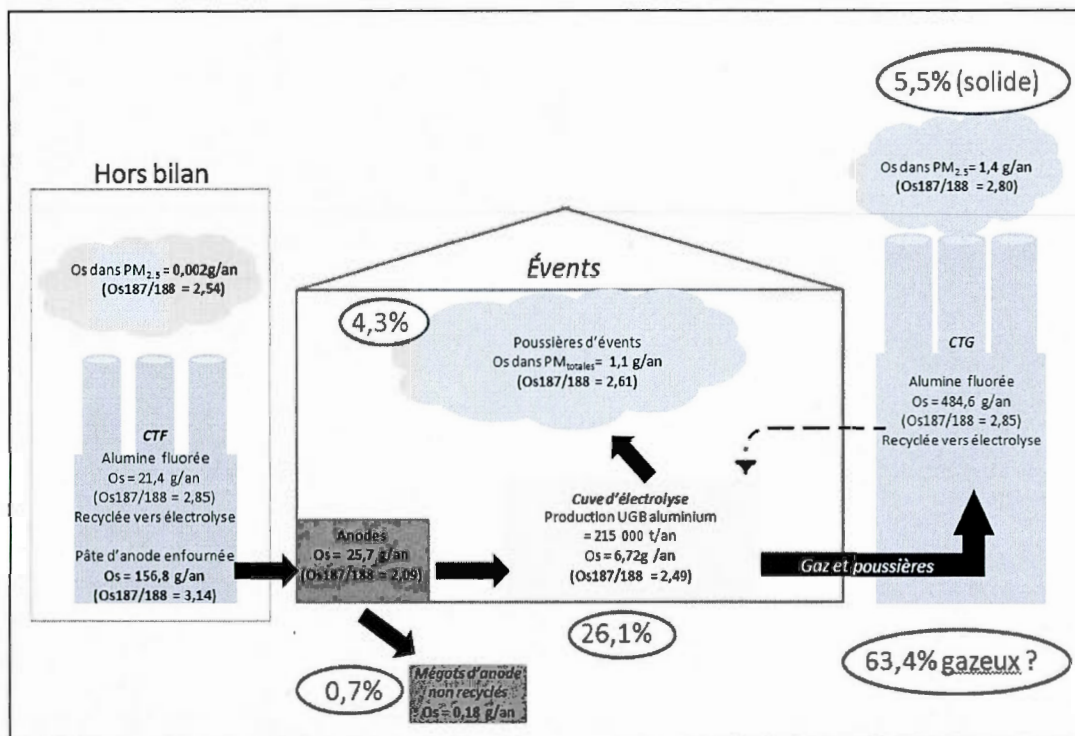 5,5% (solide)
Os dans PM2.5= 1,4 g/an
(Os187/188 = 2,80)
Hors bilan
Os dans PM2.5 = 0,002g/an
(Os187/188 = 2,54)
Évents
4,3%
Poussières d'évents
Os dans PMtotales= 1,1 g/an
(Os187/188 = 2,61)
CTG
Alumine fluorée
Os = 484,6 g/an
(Os187/188 = 2,85)
Recyclée vers électrolyse
CTF
Alumine fluorée
Os = 21,4 g/an
(Os187/188 = 2,85)
Recyclée vers électrolyse
Pâte d'anode enfournée
Os = 156,8 g/an
(Os187/188 = 3,14)
Anodes
Os = 25,7 g/an
(Os187/188 = 2,09)
Cuve d'électrolyse
Production UGB aluminium
= 215 000 t/an
Os = 6,72g /an
(Os187/188 = 2,49)
Gaz et poussières
26,1%
63,4% gazeux ?
0,7%
Mégots d'anode
non recyclés
Os = 0,18 g/an